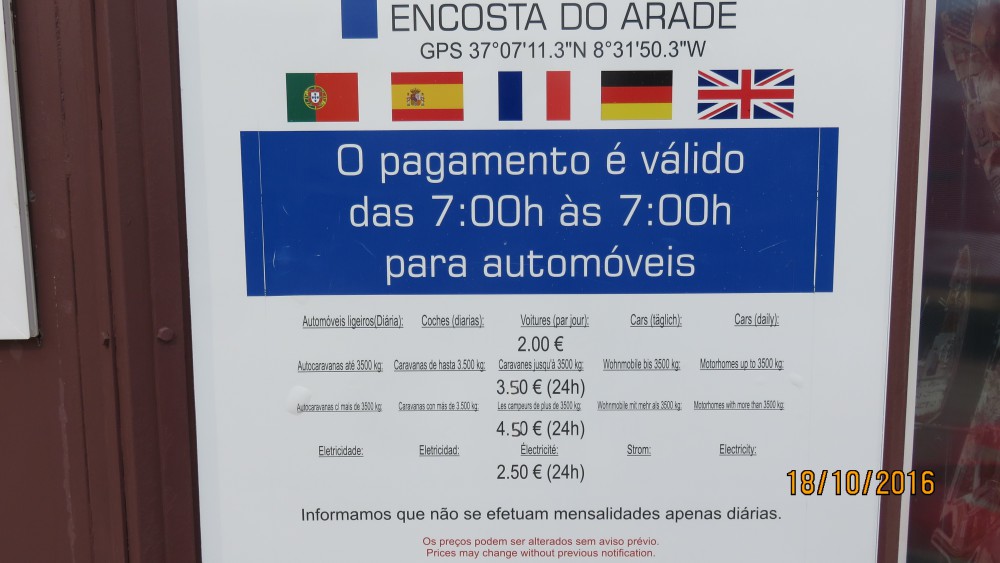 ENCOSTA DO ARADE
GPS 37°07'11.3"N 8°31'50.3"W
O pagamento é válido
das 7:00h às 7:00h
para automóveis
Automóveis ligeiros(Diária): Coches (diarias): Voitures (par jour): Cars (täglich): Cars (daily):
2.00 €
Autocaravanas até 3500 kg: Caravanas de hasta 3.500 kg: Caravanes jusqu'à 3500 kg: Wohnmobile bis 3500 kg: Motorhomes up to 3500 kg:
3.50 € (24h)
Autocaravanas ci mais de 3500 kg: Caravanas con más de 3.500 kg: Les campeurs de plus de 3500 kg: Wohnmobile mit mehr als 3500 kg: Motorhomes with more than 3500 kg:
4.50 € (24h)
Eletricidade: Eletricidad: Électricité: Strom: Electricity:
2.50 € (24h)
Informamos que não se efetuam mensalidades apenas diárias.
Os preços podem ser alterados sem aviso prévio.
Prices may change without previous notification.
18/10/2016